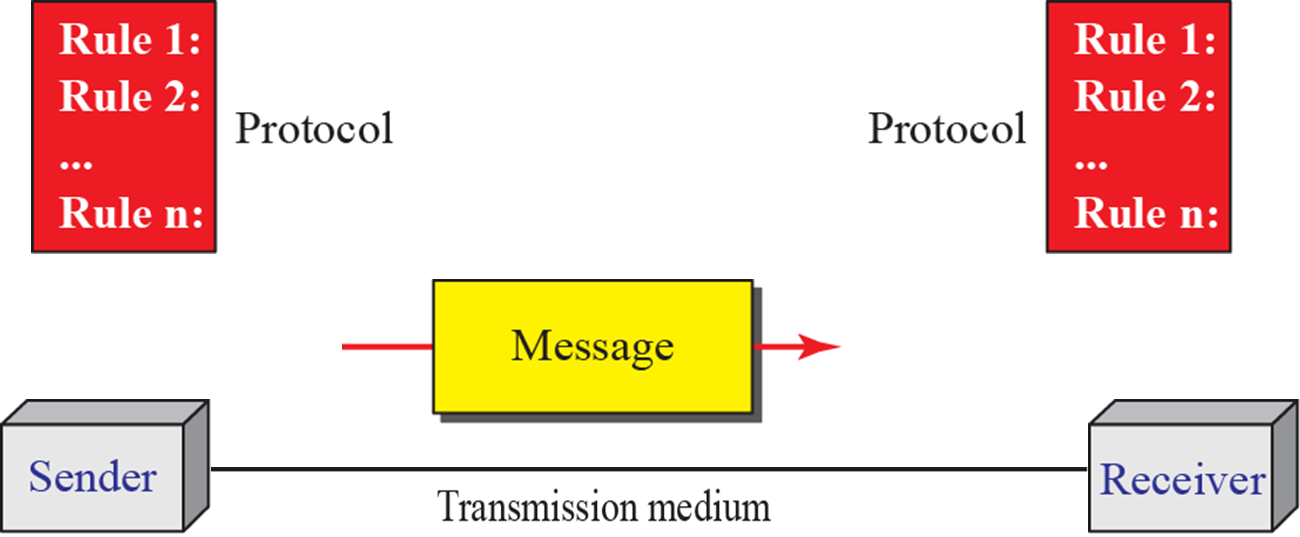 Rule 1:
Rule 2:
...
Rule n:
Protocol
Protocol
Rule 1:
Rule 2:
...
Rule n:
Message
Sender
Transmission medium
Receiver